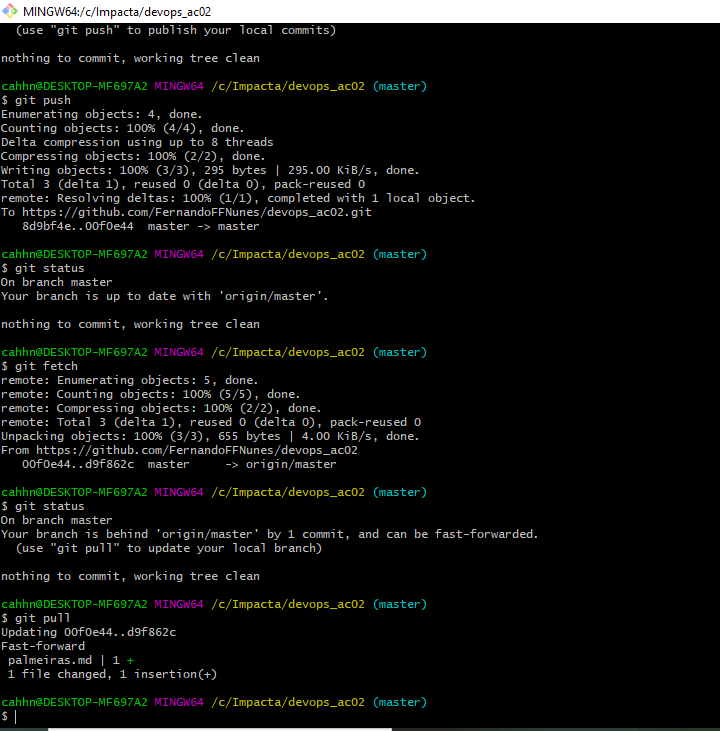 MINGW64:/c/Impacta/devops_ac02
(use "git push" to publish your local commits)
nothing to commit, working tree clean
cahhn@DESKTOP-MF697A2 MINGW64 /c/Impacta/devops_ac02 (master)
$ git push
Enumerating objects: 4, done.
Counting objects: 100% (4/4), done.
Delta compression using up to 8 threads
Compressing objects: 100% (2/2), done.
Writing objects: 100% (3/3), 295 bytes | 295.00 KiB/s, done.
Total 3 (delta 1), reused 0 (delta 0), pack-reused 0
remote: Resolving deltas: 100% (1/1), completed with 1 local object.
To https://github.com/FernandoFFNunes/devops_ac02.git
8d9bf4e..00f0e44  master -> master
cahhn@DESKTOP-MF697A2 MINGW64 /c/Impacta/devops_ac02 (master)
$ git status
On branch master
Your branch is up to date with 'origin/master'.
nothing to commit, working tree clean
cahhn@DESKTOP-MF697A2 MINGW64 /c/Impacta/devops_ac02 (master)
$ git fetch
remote: Enumerating objects: 5, done.
remote: Counting objects: 100% (5/5), done.
remote: Compressing objects: 100% (2/2), done.
remote: Total 3 (delta 1), reused 0 (delta 0), pack-reused 0
Unpacking objects: 100% (3/3), 655 bytes | 4.00 KiB/s, done.
From https://github.com/FernandoFFNunes/devops_ac02
00f0e44..d9f862c  master     -> origin/master
cahhn@DESKTOP-MF697A2 MINGW64 /c/Impacta/devops_ac02 (master)
$ git status
On branch master
Your branch is behind 'origin/master' by 1 commit, and can be fast-forwarded.
(use "git pull" to update your local branch)
nothing to commit, working tree clean
cahhn@DESKTOP-MF697A2 MINGW64 /c/Impacta/devops_ac02 (master)
$ git pull
Updating 00f0e44..d9f862c
Fast-forward
palmeiras.md | 1 +
1 file changed, 1 insertion(+)
cahhn@DESKTOP-MF697A2 MINGW64 /c/Impacta/devops_ac02 (master)
$